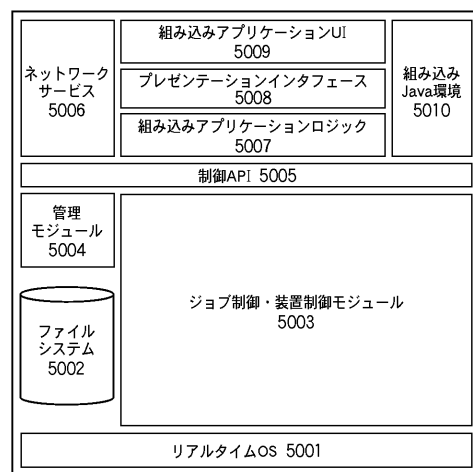 ネットワーク
サービス
5006
組み込みアプリケーションUI
5009
プレゼンテーションインタフェース
5008
組み込みアプリケーションロジック
5007
組み込み
Java環境
5010
制御API 5005
管理
モジュール
5004
ファイル
システム
5002
ジョブ制御・装置制御モジュール
5003
リアルタイムOS 5001